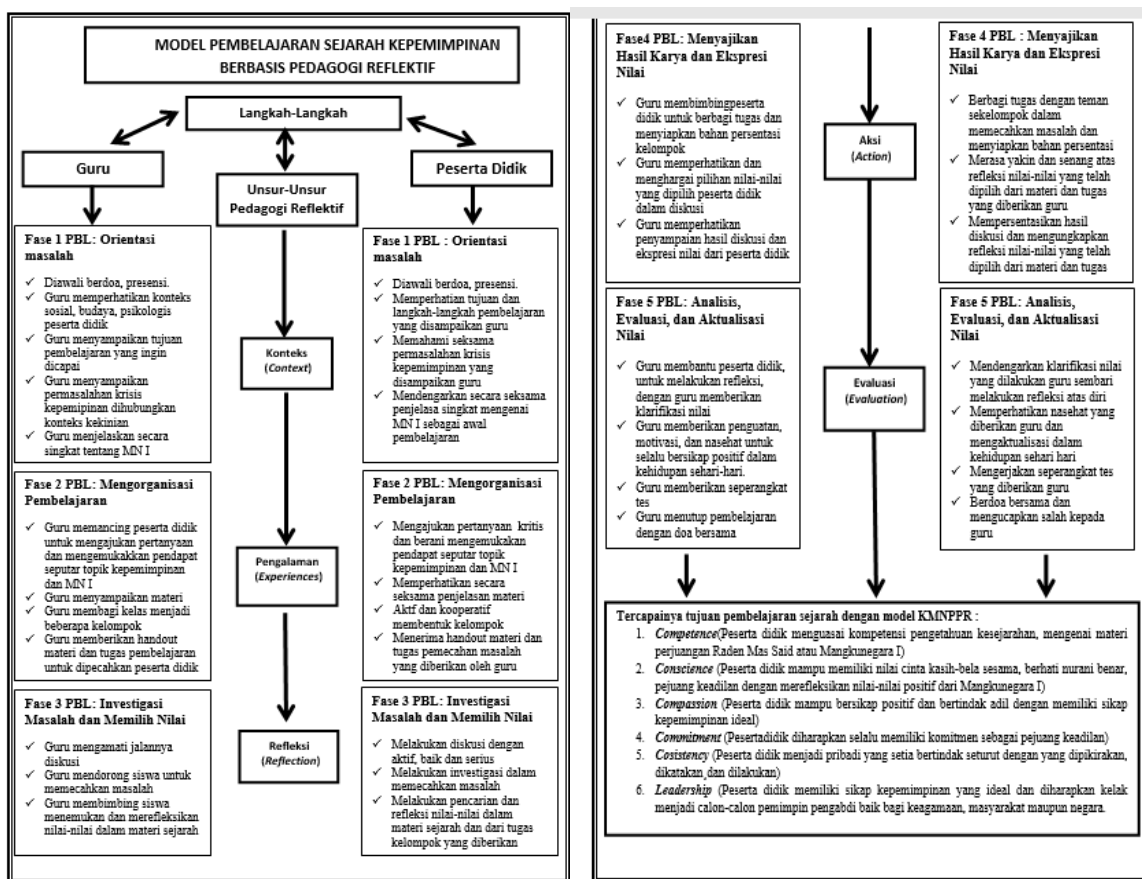 MODEL PEMBELAJARAN SEJARAH KEPEMIMPINAN
BERBASIS PEDAGOGI REFLEKTIF
Langkah-Langkah
Guru
Unsur-Unsur
Pedagogi Reflektif
Peserta Didik
Fase 1 PBL: Orientasi
masalah
✓ Diawali berdoa, presensi.
✓ Guru memperhatikan konteks
sosial, budaya, psikologis
peserta didik
✓ Guru menyampaikan tujuan
pembelajaran yang ingin
dicapai
✓ Guru menyampaikan
permasalahan krisis
kepemipinan dihubungkan
konteks kekinian
✓ Guru menjelaskan secara
singkat tentang MN I
Konteks
(Context)
Fase 1 PBL : Orientasi
masalah
✓ Diawali berdoa, presensi.
✓ Memperhatian tujuan dan
langkah-langkah pembelajaran
yang disampaikan guru
✓ Memahami seksama
permasalahan krisis
kepemimpinan yang
disampaikan guru
✓ Mendengarkan secara seksama
penjelasa singkat mengenai
MN I sebagai awal
pembelajaran
Fase 2 PBL: Mengorganisasi
Pembelajaran
✓ Guru memancing peserta didik
untuk mengajukan pertanyaan
dan mengemukakkan pendapat
seputar topik kepemimpinan
dan MN I
✓ Guru menyampaikan materi
✓ Guru membagi kelas menjadi
beberapa kelompok
✓ Guru memberikan handout
materi dan tugas pembelajaran
untuk dipecahkan peserta didik
Pengalaman
(Experiences)
Fase 2 PBL: Mengorganisasi
Pembelajaran
✓ Mengajukan pertanyaan kritis
dan berani mengemukakan
pendapat seputar topik
kepemimpinan dan MN I
✓ Memperhatikan secara
seksama penjelasan materi
✓ Aktf dan kooperatif
membentuk kelompok
✓ Menerima handout materi dan
tugas pemecahan masalah
yang diberikan oleh guru
Fase 3 PBL: Investigasi
Masalah dan Memilih Nilai
✓ Guru mengamati jalannya
diskusi
✓ Guru mendorong siswa untuk
memecahkan masalah
✓ Guru membimbing siswa
menemukan dan merefleksikan
nilai-nilai dalam materi sejarah
Refleksi
(Reflection)
Fase 3 PBL: Investigasi
Masalah dan Memilih Nilai
✓ Melakukan diskusi dengan
aktif, baik dan serius
✓ Melakukan investigasi dalam
memecahkan masalah
✓ Melakukan pencarian dan
refleksi nilai-nilai dalam
materi sejarah dan dari tugas
kelompok yang diberikan
Fase4 PBL: Menyajikan
Hasil Karya dan Ekspresi
Nilai
✓ Guru membimbingpeserta
didik untuk berbagi tugas dan
menyiapkan bahan persentasi
kelompok
✓ Guru memperhatikan dan
menghargai pilihan nilai-nilai
yang dipilih peserta didik
dalam diskusi
✓ Guru memperhatikan
penyampaian hasil diskusi dan
ekspresi nilai dari peserta didik
Aksi
(Action)
Fase 4 PBL : Menyajikan
Hasil Karya dan Ekspresi
Nilai
✓ Berbagi tugas dengan teman
sekelompok dalam
memecahkan masalah dan
menyiapkan bahan persentasi
✓ Merasa yakin dan senang atas
refleksi nilai-nilai yang telah
dipilih dari materi dan tugas
yang diberikan guru
✓ Mempersentasikan hasil
diskusi dan mengungkapkan
refleksi nilai-nilai yang telah
dipilih dari materi dan tugas
Fase 5 PBL: Analisis,
Evaluasi, dan Aktualisasi
Nilai
✓ Guru membantu peserta didik,
untuk melakukan refleksi,
dengan guru memberikan
klarifikasi nilai
✓ Guru memberikan penguatan,
motivasi, dan nasehat untuk
selalu bersikap positif dalam
kehidupan sehari-hari.
✓ Guru memberikan seperangkat
tes
✓ Guru menutup pembelajaran
dengan doa bersama
Evaluasi
(Evaluation)
Fase 5 PBL: Analisis,
Evaluasi, dan Aktualisasi
Nilai
✓ Mendengarkan klarifikasi nilai
yang dilakukan guru sembari
melakukan refleksi atas diri
✓ Memperhatikan nasehat yang
diberikan guru dan
mengaktualisasi dalam
kehidupan sehari hari
✓ Mengerjakan seperangkat tes
yang diberikan guru
✓ Berdoa bersama dan
mengucapkan salah kepada
guru
Tercapainya tujuan pembelajaran sejarah dengan model KMNPPR :
1. Competence(Peserta didik menguasai kompetensi pengetahuan kesejarahan, mengenai materi
perjuangan Raden Mas Said atau Mangkunegara I)
2. Conscience (Peserta didik mampu memiliki nilai cinta kasih-bela sesama, berhati nurani benar,
pejuang keadilan dengan merefleksikan nilai-nilai positif dari Mangkunegara I)
3. Compassion (Peserta didik mampu bersikap positif dan bertindak adil dengan memiliki sikap
kepemimpinan ideal)
4. Commitment (Pesertadidik diharapkan selalu memiliki komitmen sebagai pejuang keadilan)
5. Cosistency (Peserta didik menjadi pribadi yang setia bertindak seturut dengan yang dipikirakan,
dikatakan dan dilakukan)
6. Leadership (Peserta didik memiliki sikap kepemimpinan yang ideal dan diharapkan kelak
menjadi calon-calon pemimpin pengabdi baik bagi keagamaan, masyarakat maupun negara.